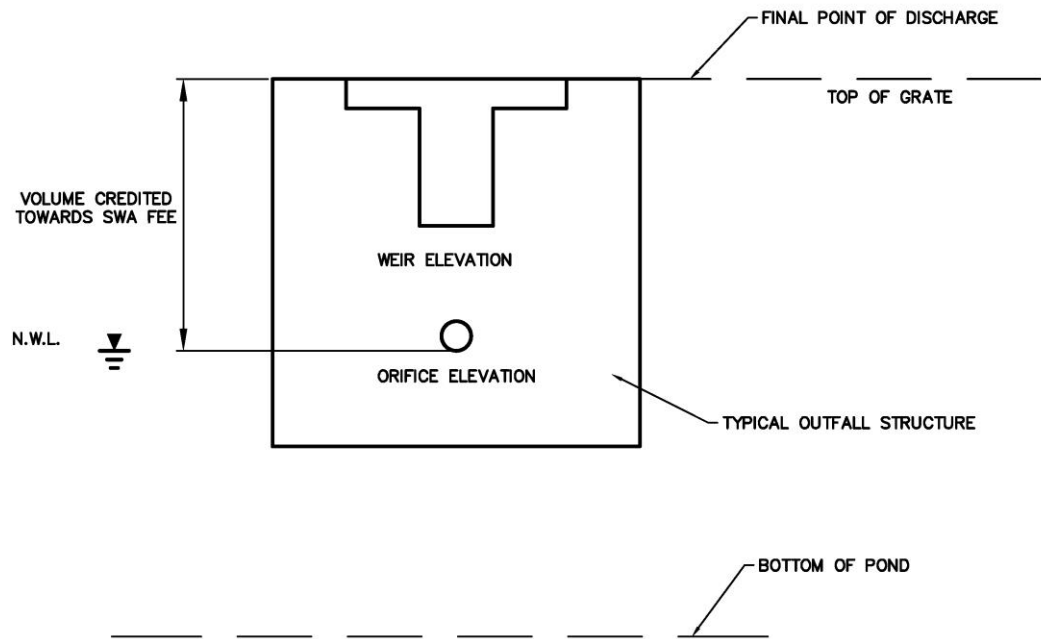 FINAL POINT OF DISCHARGE
TOP OF GRATE
VOLUME CREDITED
TOWARDS SWA FEE
WEIR ELEVATION
N.W.L.
ORIFICE ELEVATION
TYPICAL OUTFALL STRUCTURE
BOTTOM OF POND